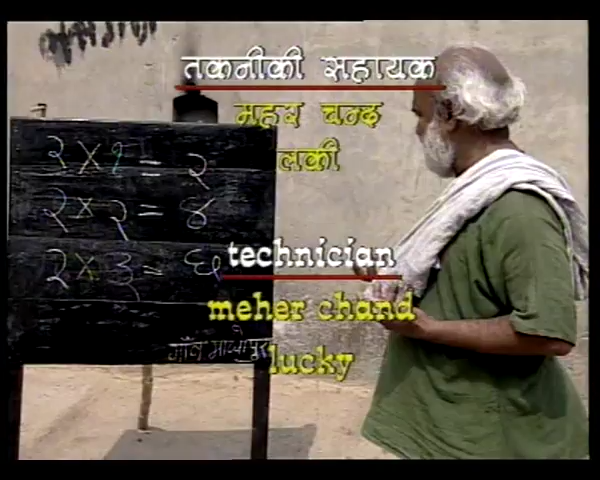 तकनीकी सहायक
महर चन्द
लकी
२×१=२
२×२=४
२×३=६
technician
meher chand
lucky
गाँव माधोपुर